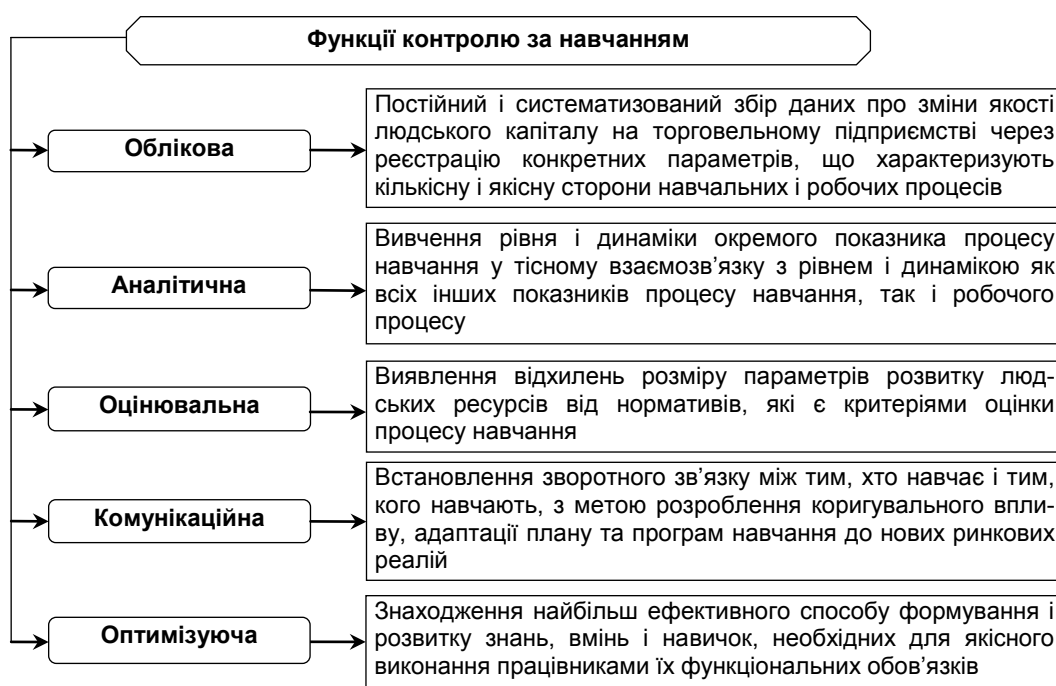 Функції контролю за навчанням
Облікова
Постійний і систематизований збір даних про зміни якості
людського капіталу на торговельному підприємстві через
реєстрацію конкретних параметрів, що характеризують
кількісну і якісну сторони навчальних і робочих процесів
Аналітична
Вивчення рівня і динаміки окремого показника процесу
навчання у тісному взаємозв’язку з рівнем і динамікою як
всіх інших показників процесу навчання, так і робочого
процесу
Оцінювальна
Виявлення відхилень розміру параметрів розвитку люд-
ських ресурсів від нормативів, які є критеріями оцінки
процесу навчання
Комунікаційна
Встановлення зворотного зв’язку між тим, хто навчає і тим,
кого навчають, з метою розроблення коригувального впли-
ву, адаптації плану та програм навчання до нових ринкових
реалій
Оптимізуюча
Знаходження найбільш ефективного способу формування і
розвитку знань, вмінь і навичок, необхідних для якісного
виконання працівниками їх функціональних обов’язків